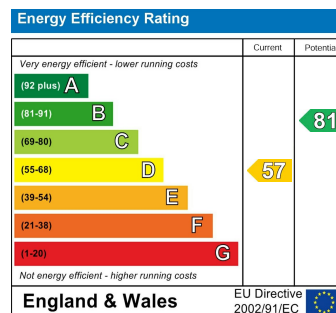 Energy Efficiency Rating
Current Potentia
Very energy efficient - lower running costs
(92 plus) A
(81-91) B
81
(69-80) C
(55-68) D
57
(39-54) E
(21-38) F
(1-20) G
Not energy efficient - higher running costs
England & Wales
EU Directive
2002/91/EC